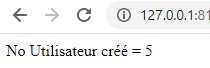 127.0.0.1:81
No Utilisateur créé = 5